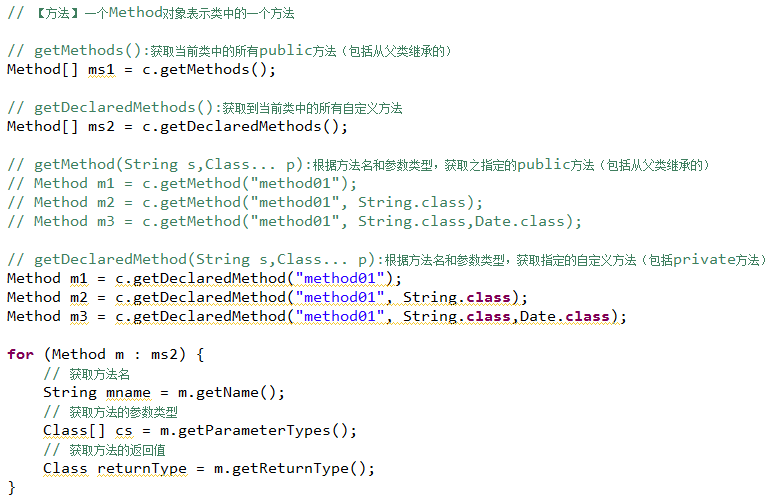 // 【方法】一个Method对象表示类中的一个方法
// getMethods():获取当前类中的所有public方法（包括从父类继承的）
Method[] ms1 = c.getMethods();
// getDeclaredMethods():获取到当前类中的所有自定义方法
Method[] ms2 = c.getDeclaredMethods();
// getMethod(String s,Class... p):根据方法名和参数类型，获取之指定的public方法（包括从父类继承的）
// Method m1 = c.getMethod("method01");
// Method m2 = c.getMethod("method01", String.class);
// Method m3 = c.getMethod("method01", String.class,Date.class);
// getDeclaredMethod(String s,Class... p):根据方法名和参数类型，获取指定的自定义方法（包括private方法）
Method m1 = c.getDeclaredMethod("method01");
Method m2 = c.getDeclaredMethod("method01", String.class);
Method m3 = c.getDeclaredMethod("method01", String.class,Date.class);
for (Method m : ms2) {
    // 获取方法名
    String mname = m.getName();
    // 获取方法的参数类型
    Class[] cs = m.getParameterTypes();
    // 获取方法的返回值
    Class returnType = m.getReturnType();
}